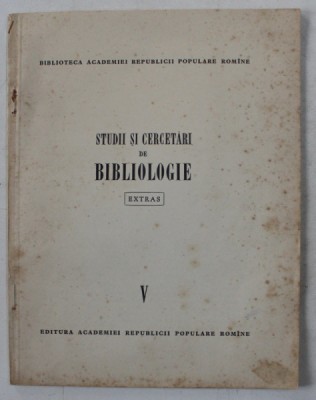 BIBLIOTECA ACADEMIEI REPUBLICII POPULARE ROMÎNE
STUDII ȘI CERCETĂRI
DE
BIBLIOLOGIE
EXTRAS
V
EDITURA ACADEMIEI REPUBLICII POPULARE ROMÎNE